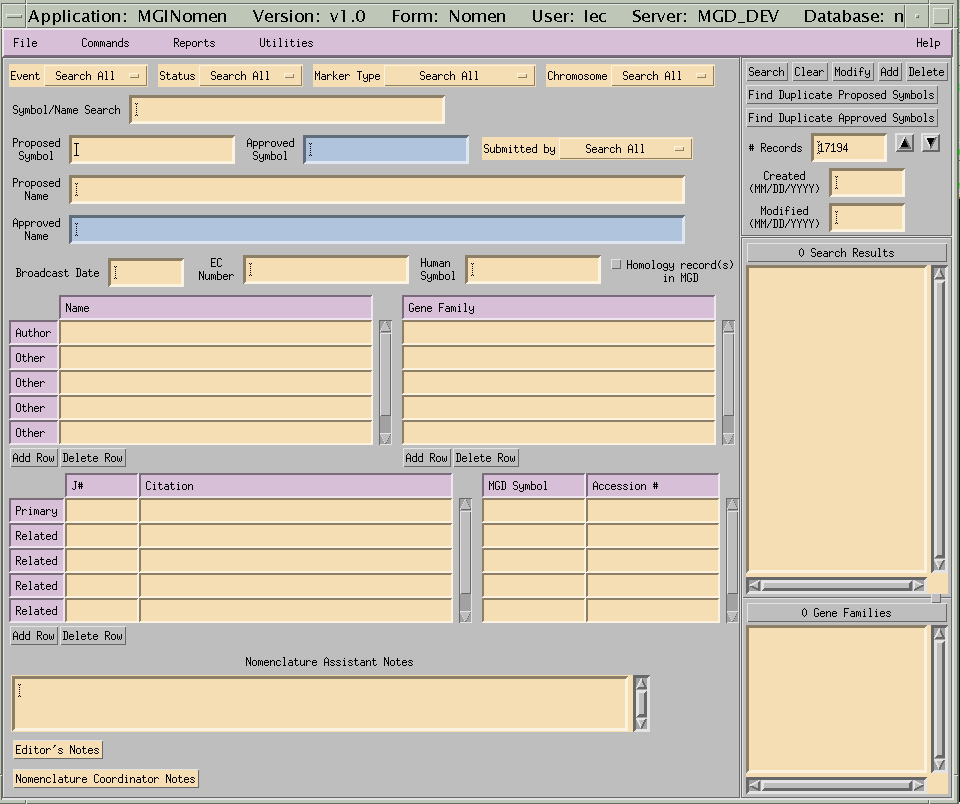 Application: MGINomen Version: v1.0 Form: Nomen User: lec Server: MGD_DEV Database: n
File Commands Reports Utilities Help
Event Search All Status Search All Marker Type Search All Chromosome Search All
Search Clear Modify Add Delete
Find Duplicate Proposed Symbols
Find Duplicate Approved Symbols
Symbol/Name Search
Proposed Symbol Approved Symbol Submitted by Search All
# Records 17194
Proposed Name
Created (MM/DD/YYYY)
Modified (MM/DD/YYYY)
Approved Name
Broadcast Date EC Number Human Symbol Homology record(s) in MGD
0 Search Results
Name Gene Family
Author
Other
Other
Other
Other
Add Row Delete Row Add Row Delete Row
J# Citation MGD Symbol Accession #
Primary
Related
Related
Related
Related
Add Row Delete Row
0 Gene Families
Nomenclature Assistant Notes
Editor's Notes
Nomenclature Coordinator Notes